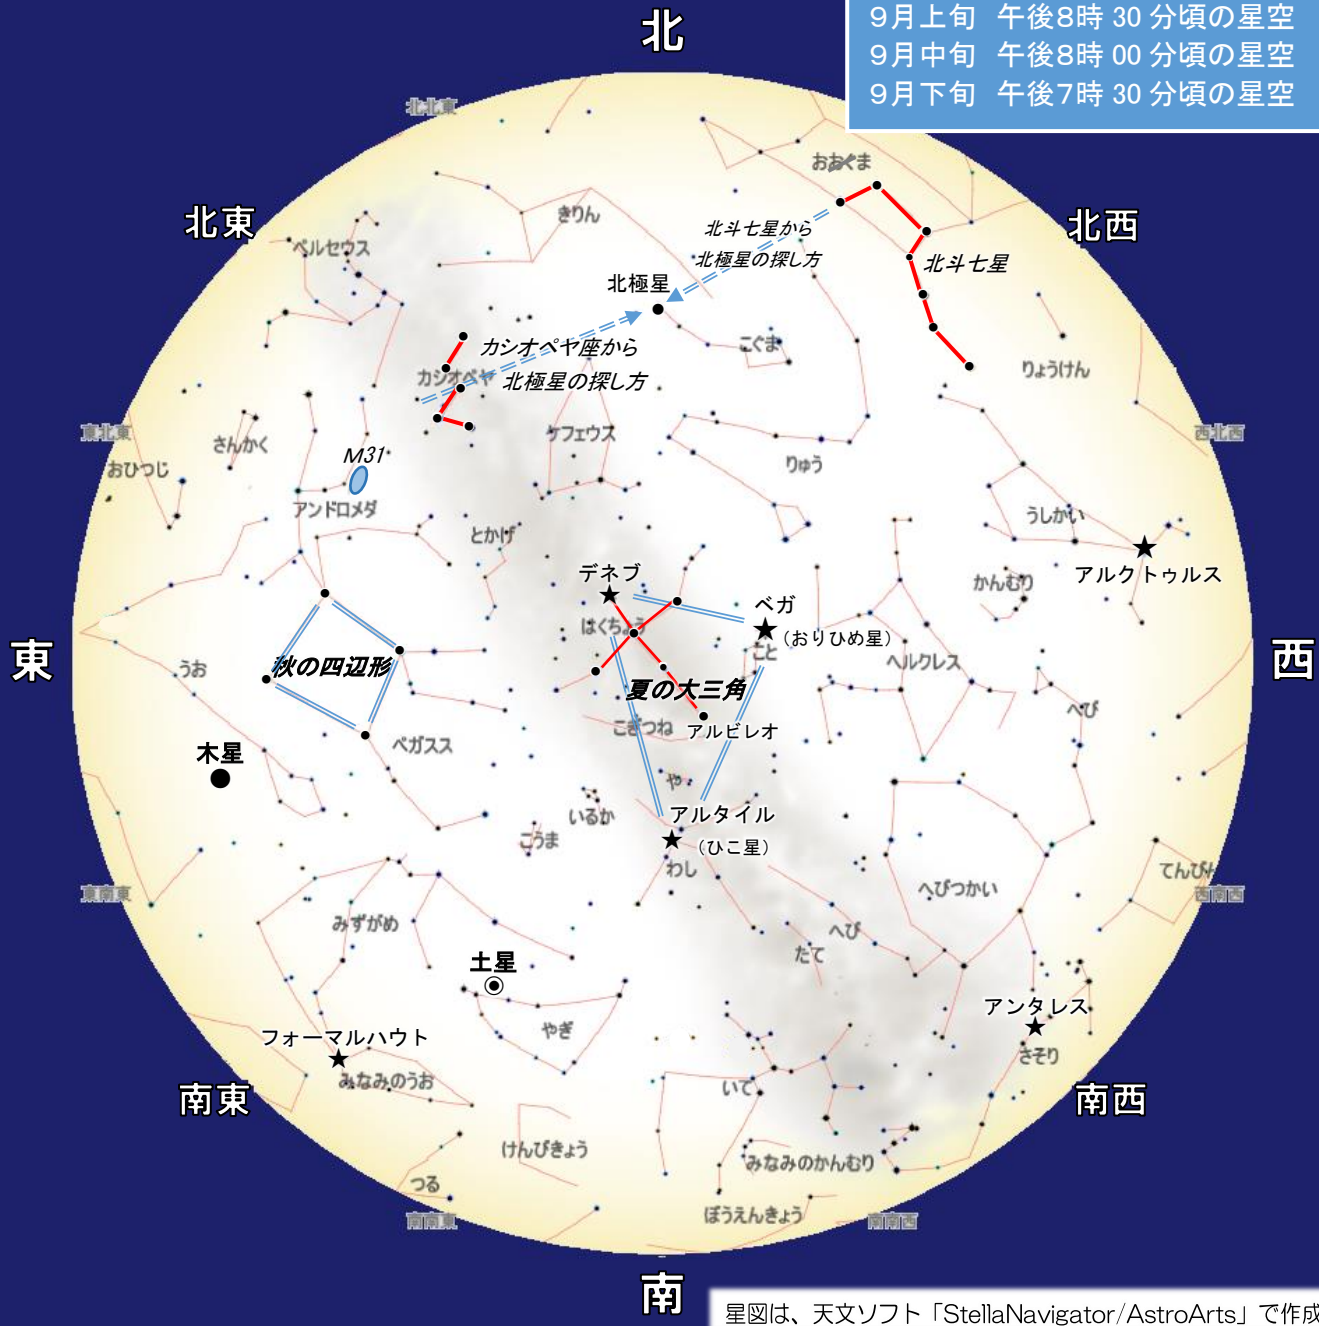 北
9月上旬 午後8時 30 分頃の星空
9月中旬 午後8時 00 分頃の星空
9月下旬 午後7時 30 分頃の星空
北北東
おおぐま
北東
きりん
北西
ペルセウス
北斗七星から
北極星の探し方
北斗七星
北極星
カシオペヤ座から
北極星の探し方
こぐま
カシオペヤ
りょうけん
東北東
さんかく
ケフェウス
西北西
おひつじ
M31
りゅう
アンドロメダ
とかげ
うしかい
デネブ
アルクトゥルス
かんむり
ベガ
はくちょう
(おりひめ星)
こと
東
秋の四辺形
うお
ヘルクレス
西
夏の大三角
へび
こぎつね
アルビレオ
ペガスス
木星
や
いるか
アルタイル
こうま
(ひこ星)
わし
てんびん
東南東
へびつかい
西南西
みずがめ
へび
たて
土星
アンタレス
やぎ
フォーマルハウト
さそり
みなみのうお
いて
南東
南西
けんびきょう
みなみのかんむり
つる
ぼうえんきょう
南南東
南南西
南
星図は、天文ソフト「StellaNavigator/AstroArts」で作成